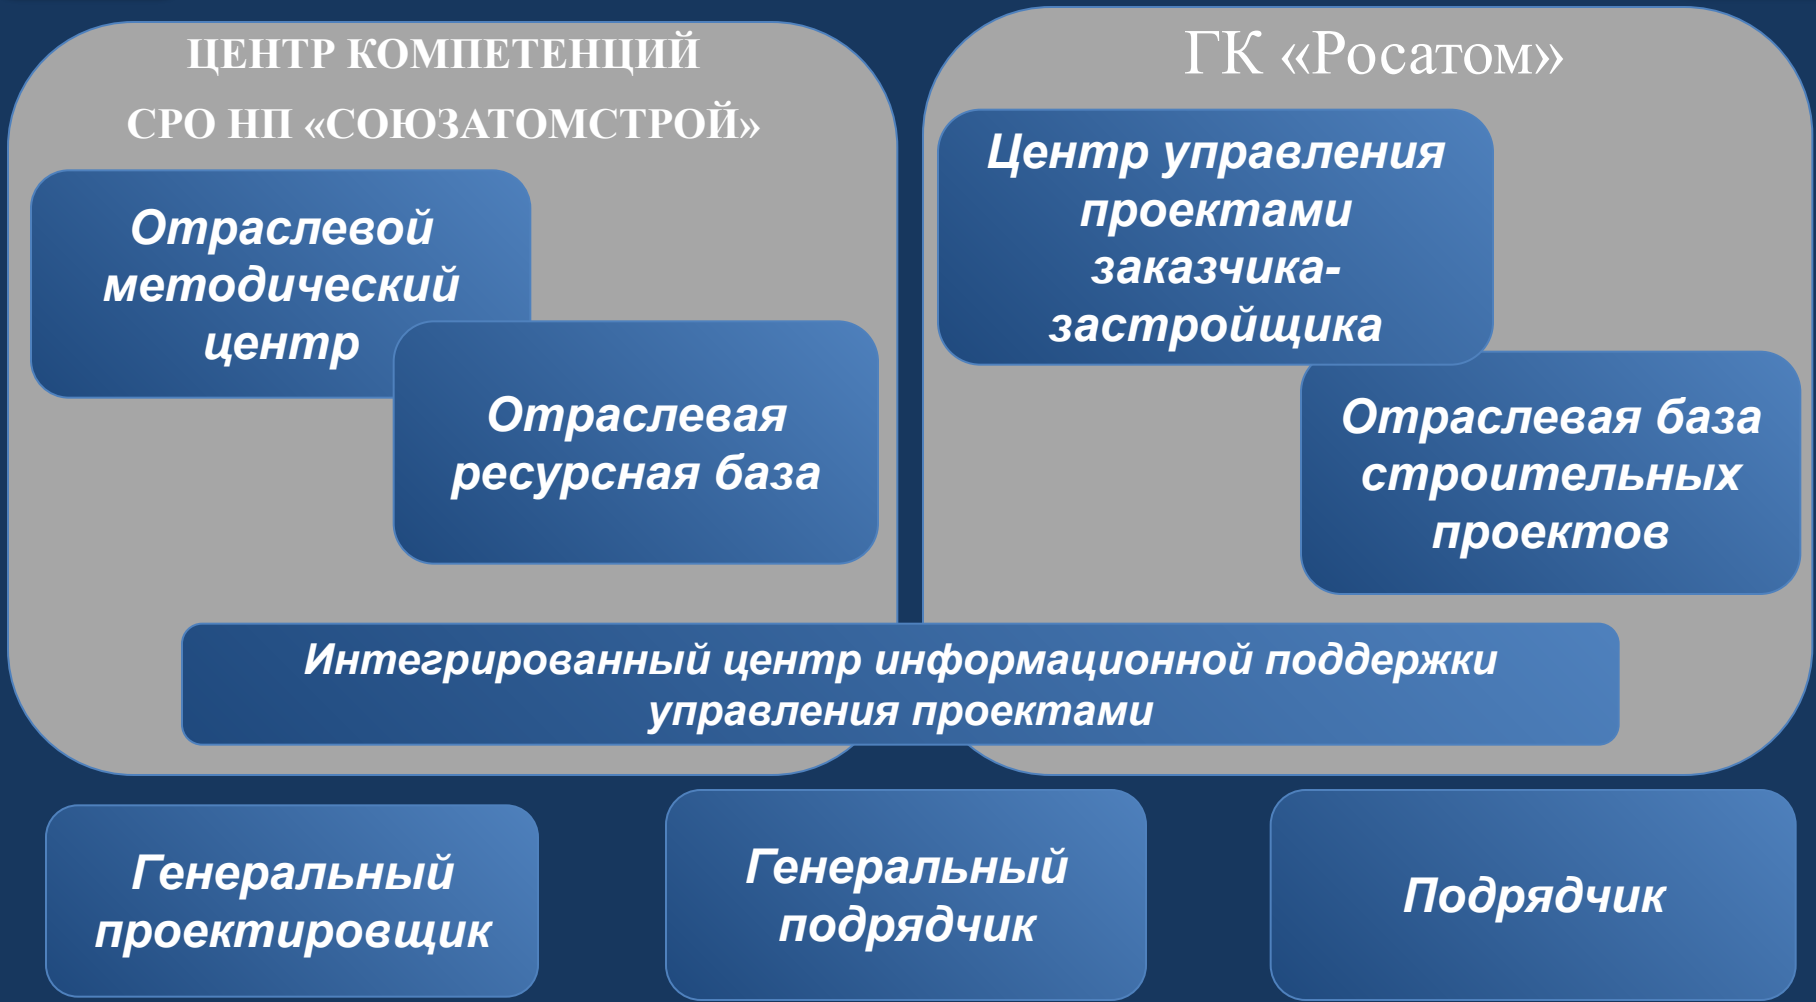 ЦЕНТР КОМПЕТЕНЦИЙ
СРО НП «СОЮЗАТОМСТРОЙ»
Отраслевой
методический
центр
Отраслевая
ресурсная база
ГК «Росатом»
Центр управления
проектами
заказчика-
застройщика
Отраслевая база
строительных
проектов
Интегрированный центр информационной поддержки
управления проектами
Генеральный
проектировщик
Генеральный
подрядчик
Подрядчик